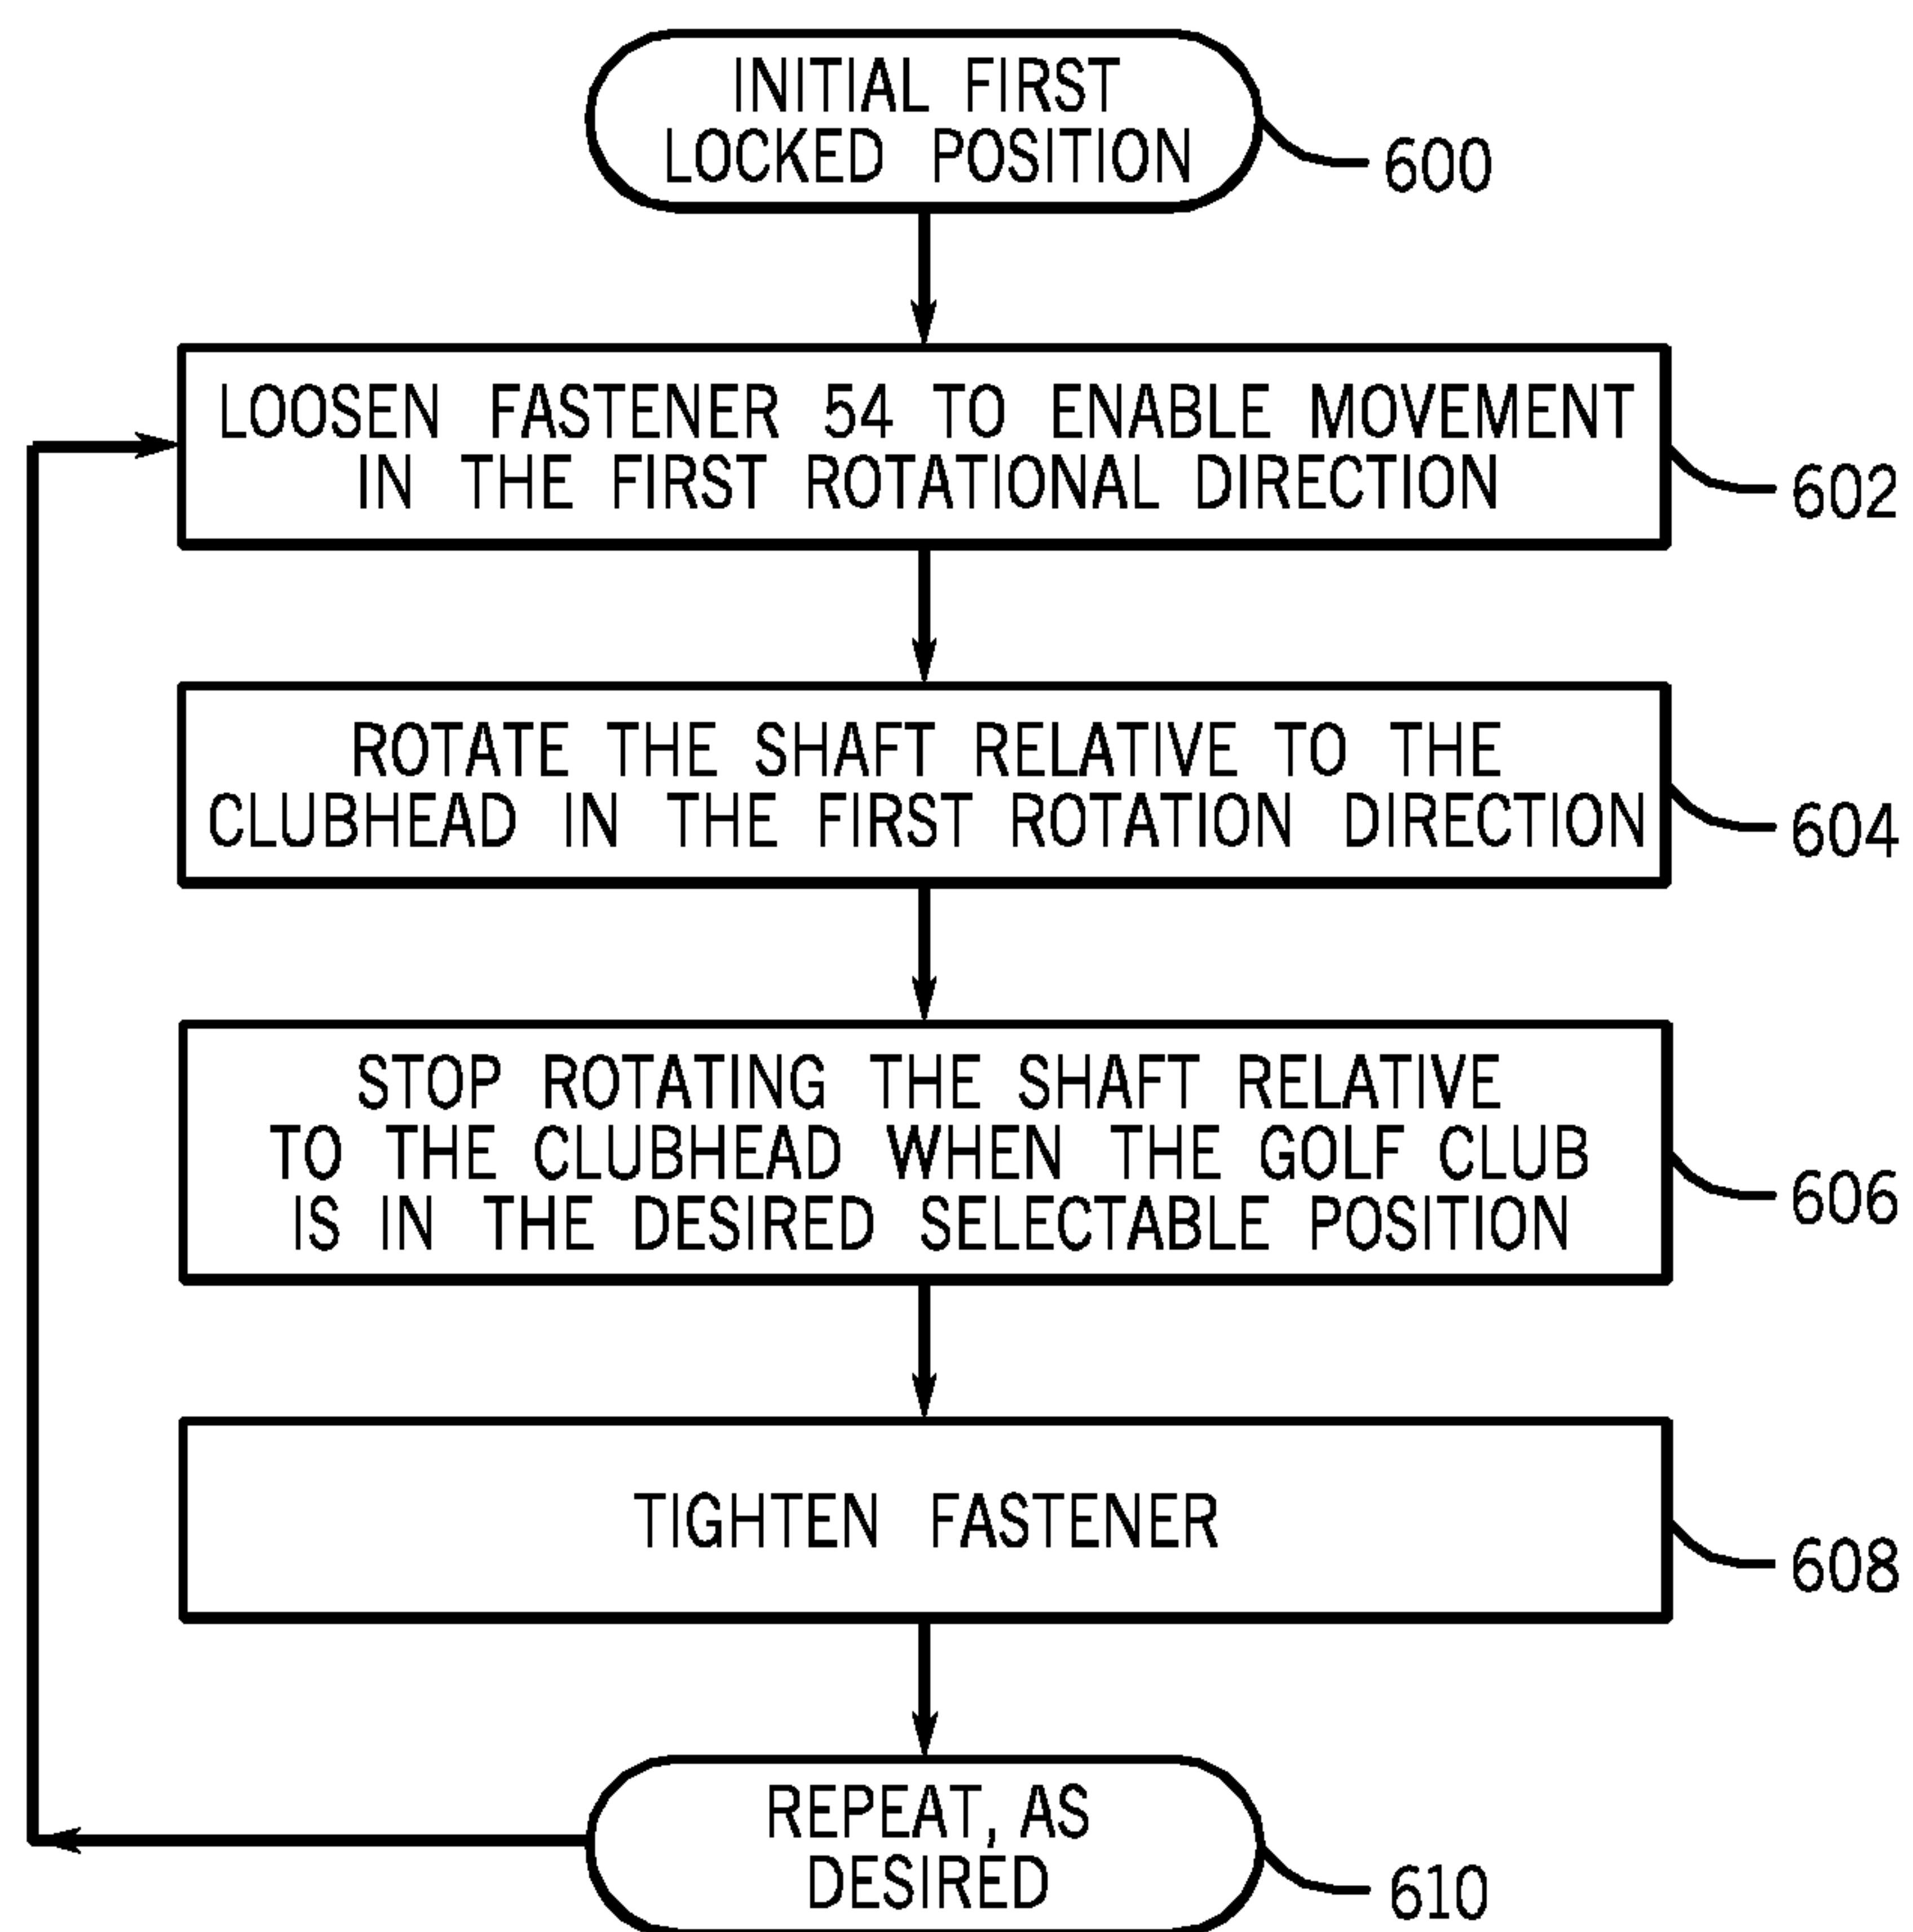 INITIAL FIRST
LOCKED POSITION
600
LOOSEN FASTENER 54 TO ENABLE MOVEMENT
IN THE FIRST ROTATIONAL DIRECTION
602
ROTATE THE SHAFT RELATIVE TO THE
CLUBHEAD IN THE FIRST ROTATION DIRECTION
604
STOP ROTATING THE SHAFT RELATIVE
TO THE CLUBHEAD WHEN THE GOLF CLUB
IS IN THE DESIRED SELECTABLE POSITION
606
TIGHTEN FASTENER
608
REPEAT, AS
DESIRED
610